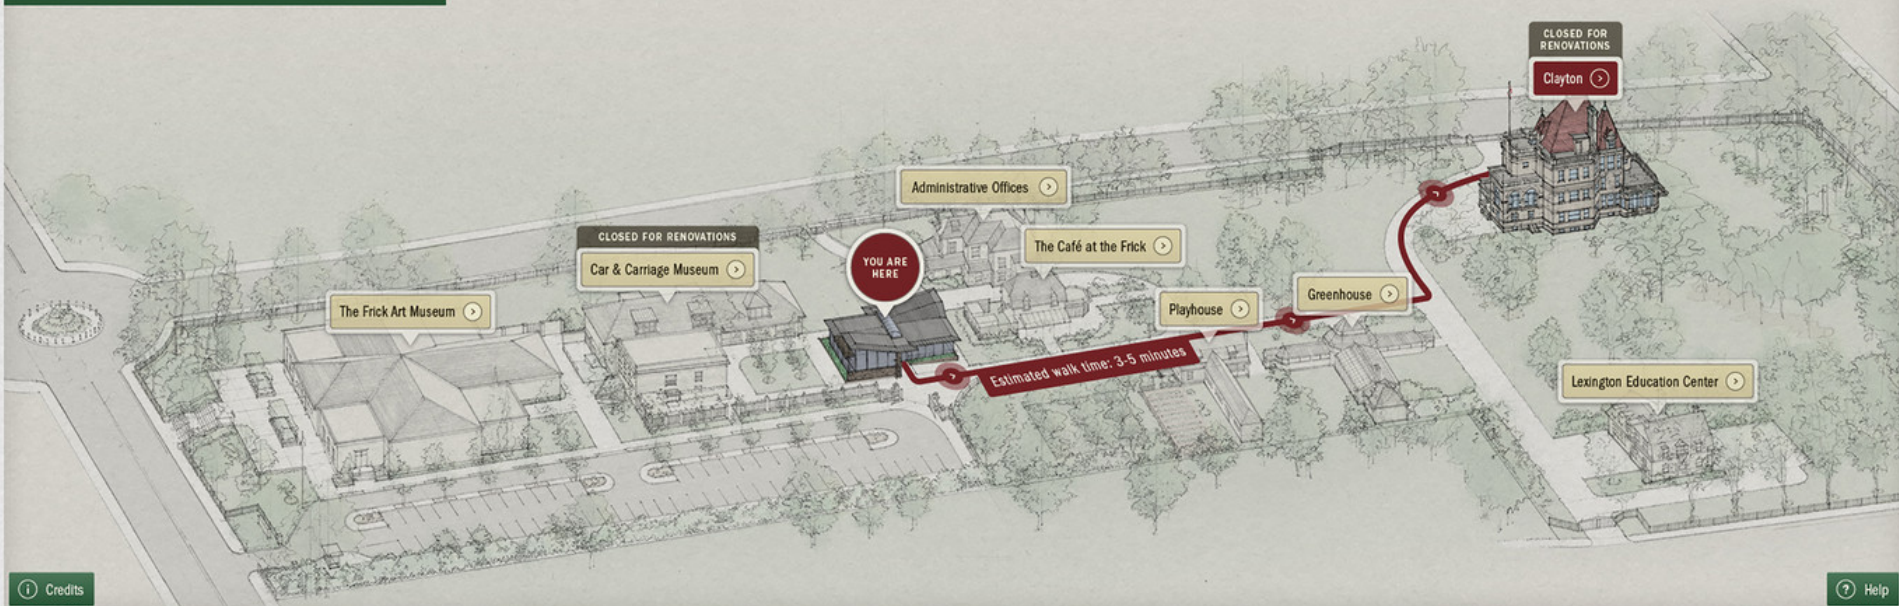 CLOSED FOR
RENOVATIONS
Clayton
Administrative Offices
CLOSED FOR RENOVATIONS
Car & Carriage Museum
YOU ARE
HERE
The Café at the Frick
The Frick Art Museum
Playhouse
Greenhouse
Estimated walk time: 3-5 minutes
Lexington Education Center
Credits
Help